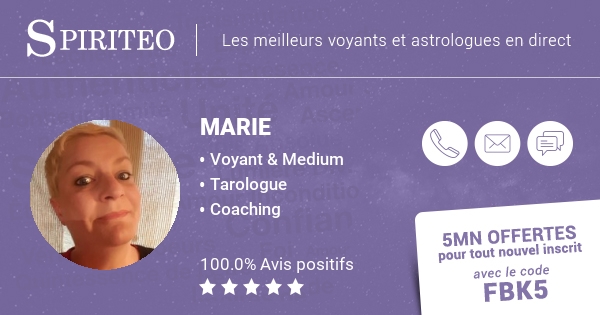 SPIRITEO
Les meilleurs voyants et astrologues en direct
MARIE
• Voyant & Medium
• Tarologue
• Coaching
100.0% Avis positifs
5MN OFFERTES
pour tout nouvel inscrit
avec le code
FBK5